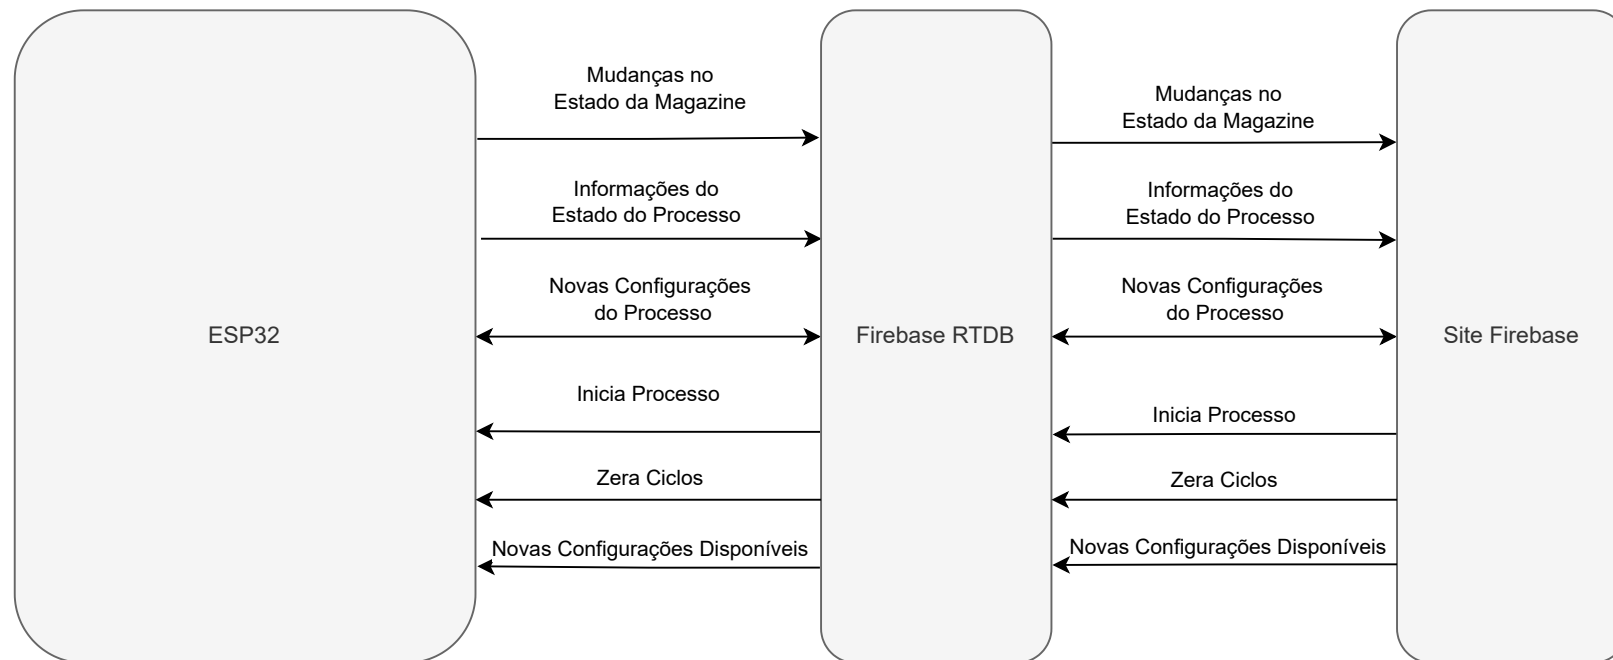 Mudanças no
Estado da Magazine
Mudanças no
Estado da Magazine
Informações do
Estado do Processo
Informações do
Estado do Processo
Novas Configurações
do Processo
Novas Configurações
do Processo
ESP32
Firebase RTDB
Site Firebase
Inicia Processo
Inicia Processo
Zera Ciclos
Zera Ciclos
Novas Configurações Disponíveis
Novas Configurações Disponíveis